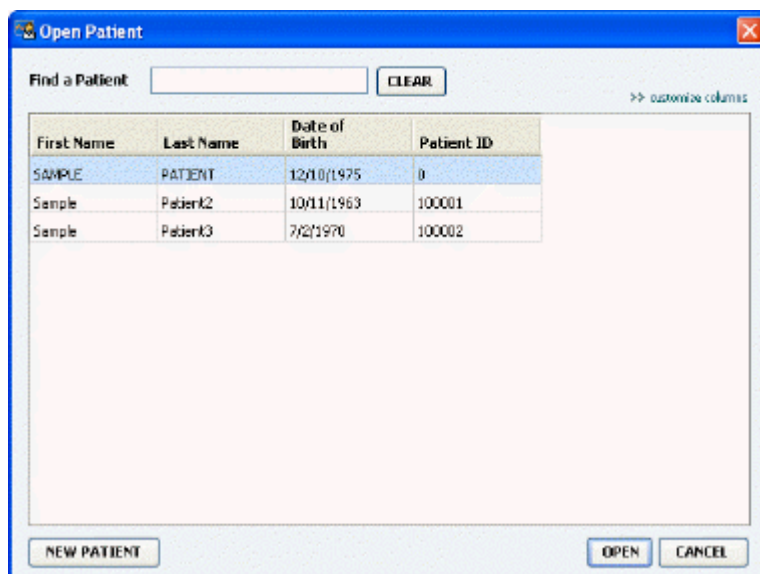 Open Patient
Find a Patient CLEAR
>> customize columns
First Name Last Name Date of Birth Patient ID
SAMPLE PATIENT 12/10/1975 0
Sample Patient2 10/11/1963 100001
Sample Patient3 7/2/1970 100002
NEW PATIENT OPEN CANCEL